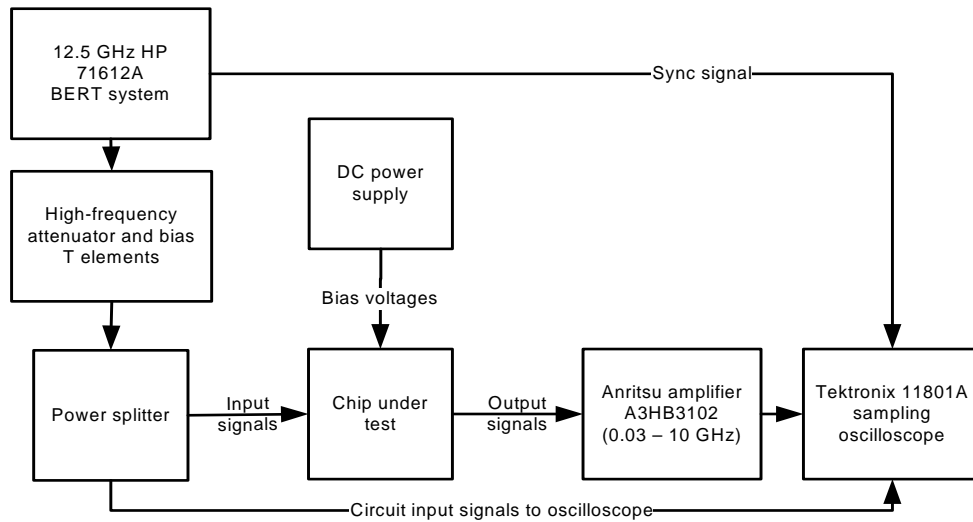 12.5 GHz HP
71612A
BERT system
Sync signal
DC power
supply
High-frequency
attenuator and bias
T elements
Bias voltages
Power splitter
Input
signals
Chip under
test
Output
signals
Anritsu amplifier
A3HB3102
(0.03 – 10 GHz)
Tektronix 11801A
sampling
oscilloscope
Circuit input signals to oscilloscope